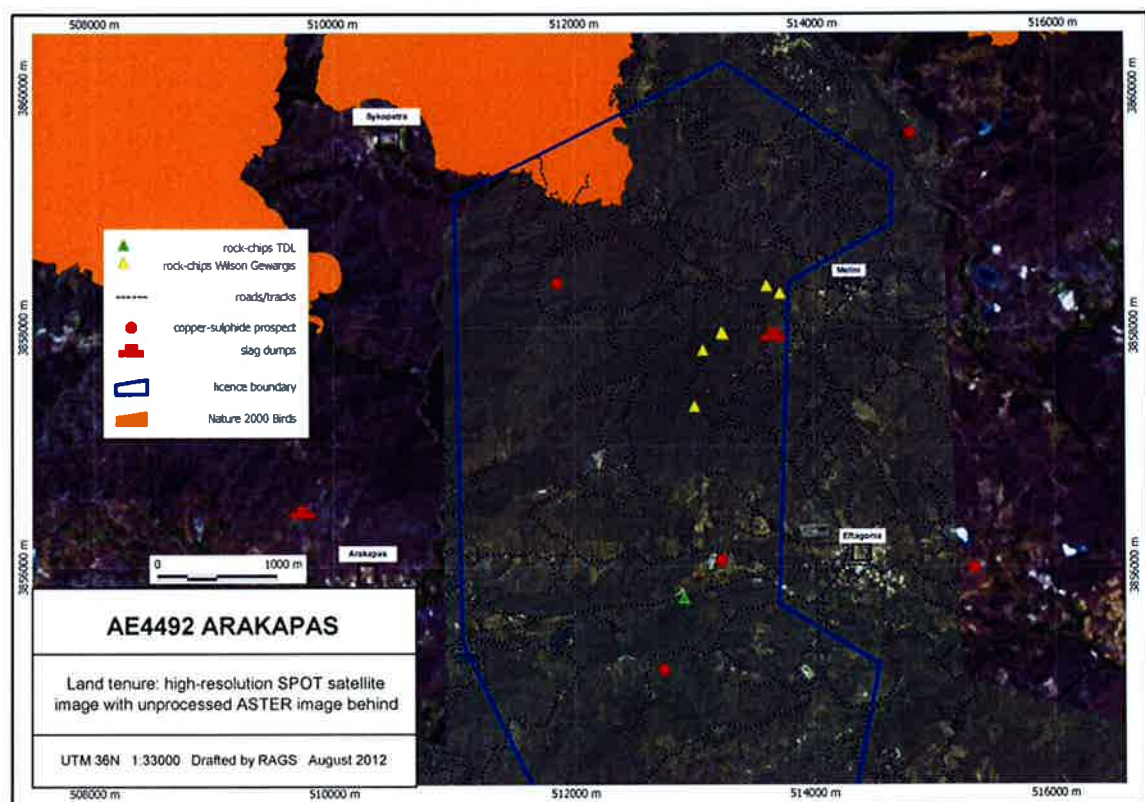 508000 m
510000 m
512000 m
514000 m
516000 m
3860000 m
3860000 m
Sykopetra
rock-chips TDL
rock-chips Wilson Gewargis
roads/tracks
copper-sulphide prospect
slag dumps
licence boundary
Nature 2000 Birds
Melini
3858000 m
3858000 m
Arakapas
Eftagonia
0 1000 m
3856000 m
3856000 m
AE4492 ARAKAPAS
Land tenure: high-resolution SPOT satellite
image with unprocessed ASTER image behind
UTM 36N 1:33000 Drafted by RAGS August 2012
508000 m
510000 m
512000 m
514000 m
516000 m